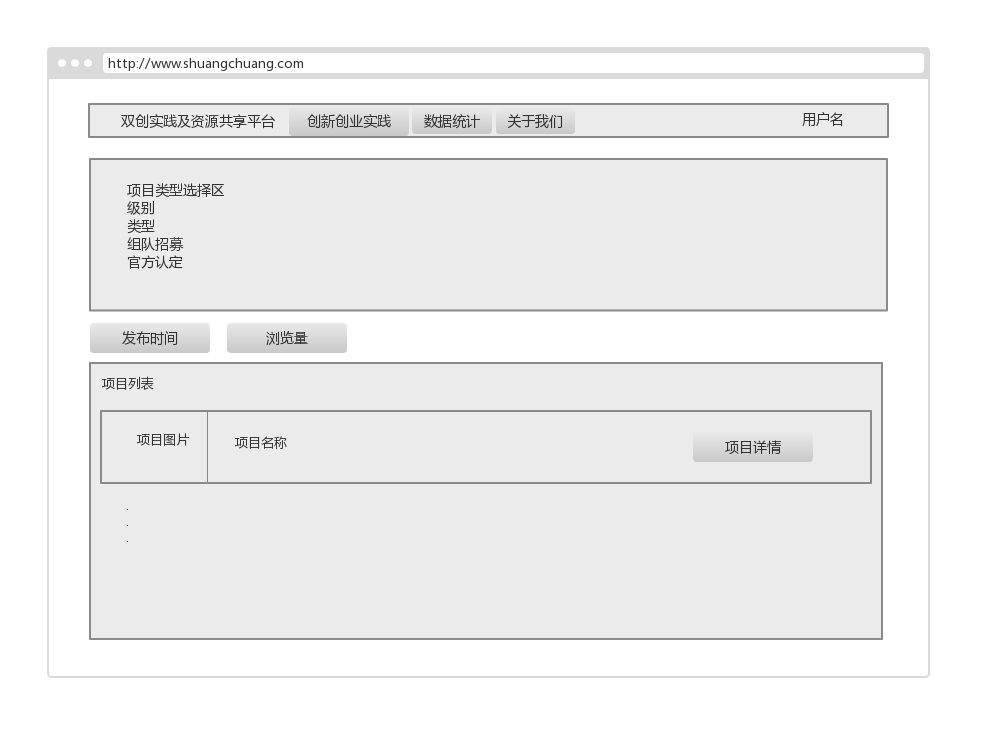 http://www.shuangchuang.com
双创实践及资源共享平台 创新创业实践 数据统计 关于我们 用户名
项目类型选择区
级别
类型
组队招募
官方认定
发布时间 浏览量
项目列表
项目图片 项目名称 项目详情
.
.
.